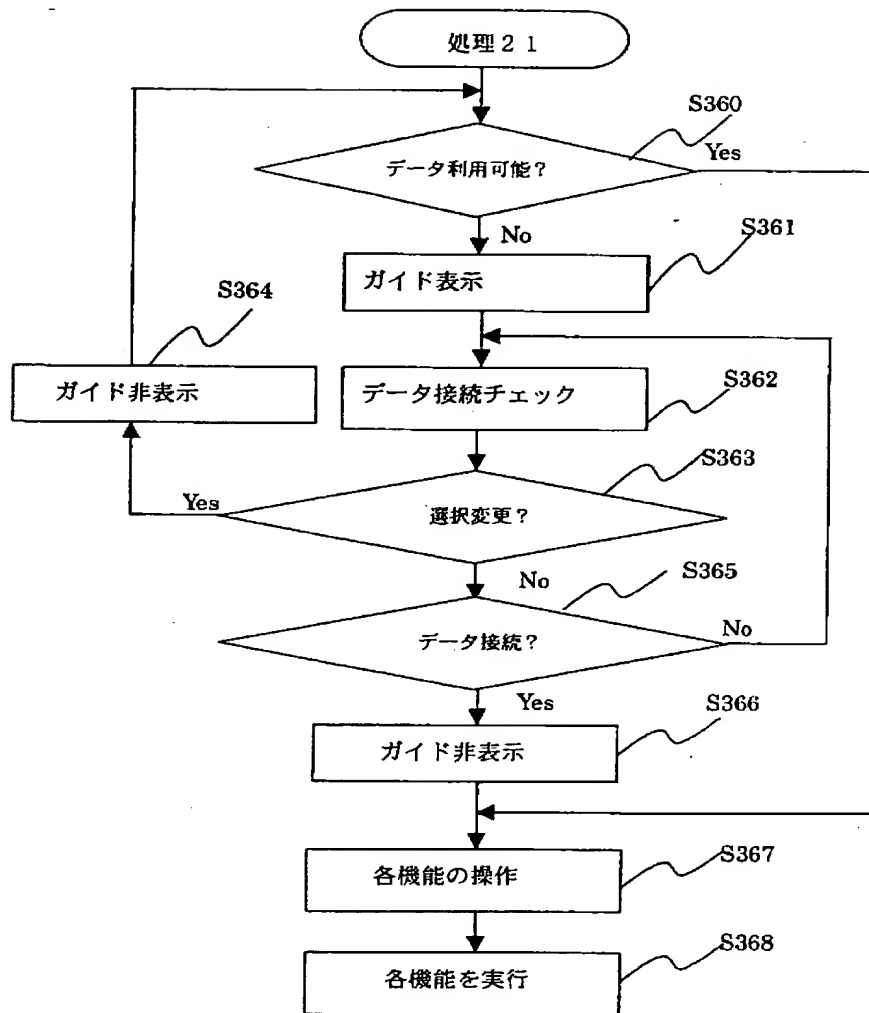 処理２１
S360
データ利用可能？
Yes
No
S361
ガイド表示
S364
ガイド非表示
S362
データ接続チェック
S363
Yes
選択変更？
No
S365
データ接続？
No
Yes
S366
ガイド非表示
S367
各機能の操作
S368
各機能を実行